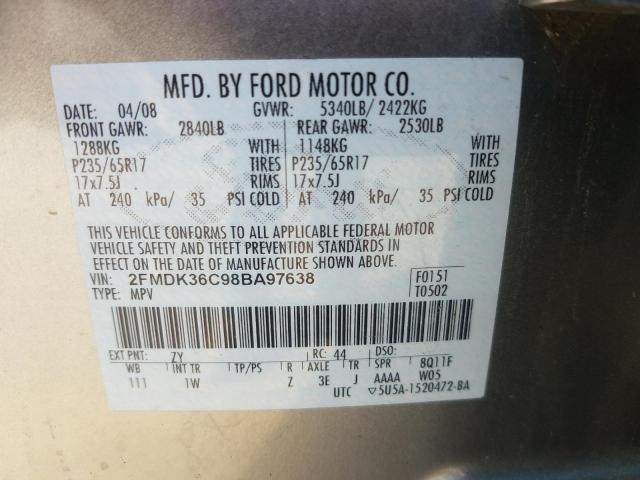 MFD. BY FORD MOTOR CO.
DATE: 04/08 GVWR: 5340LB/ 2422KG
FRONT GAWR: 2840LB REAR GAWR: 2530LB
1288KG WITH 1148KG WITH
P235/65R17 TIRES P235/65R17 TIRES
17x7.5J RIMS 17x7.5J RIMS
AT 240 kPa/ 35 PSI COLD AT 240 kPa/ 35 PSI COLD
THIS VEHICLE CONFORMS TO ALL APPLICABLE FEDERAL MOTOR
VEHICLE SAFETY AND THEFT PREVENTION STANDARDS IN
EFFECT ON THE DATE OF MANUFACTURE SHOWN ABOVE.
VIN: 2FMDK36C98BA97638 F0151
TYPE: MPV T0502
EXT PNT: ZY RC: 44 DSO:
WB INT TR TP/PS R AXLE TR SPR 8Q11F
111 1W Z 3E J AAAA W05
UTC ▽5U5A-1520472-BA